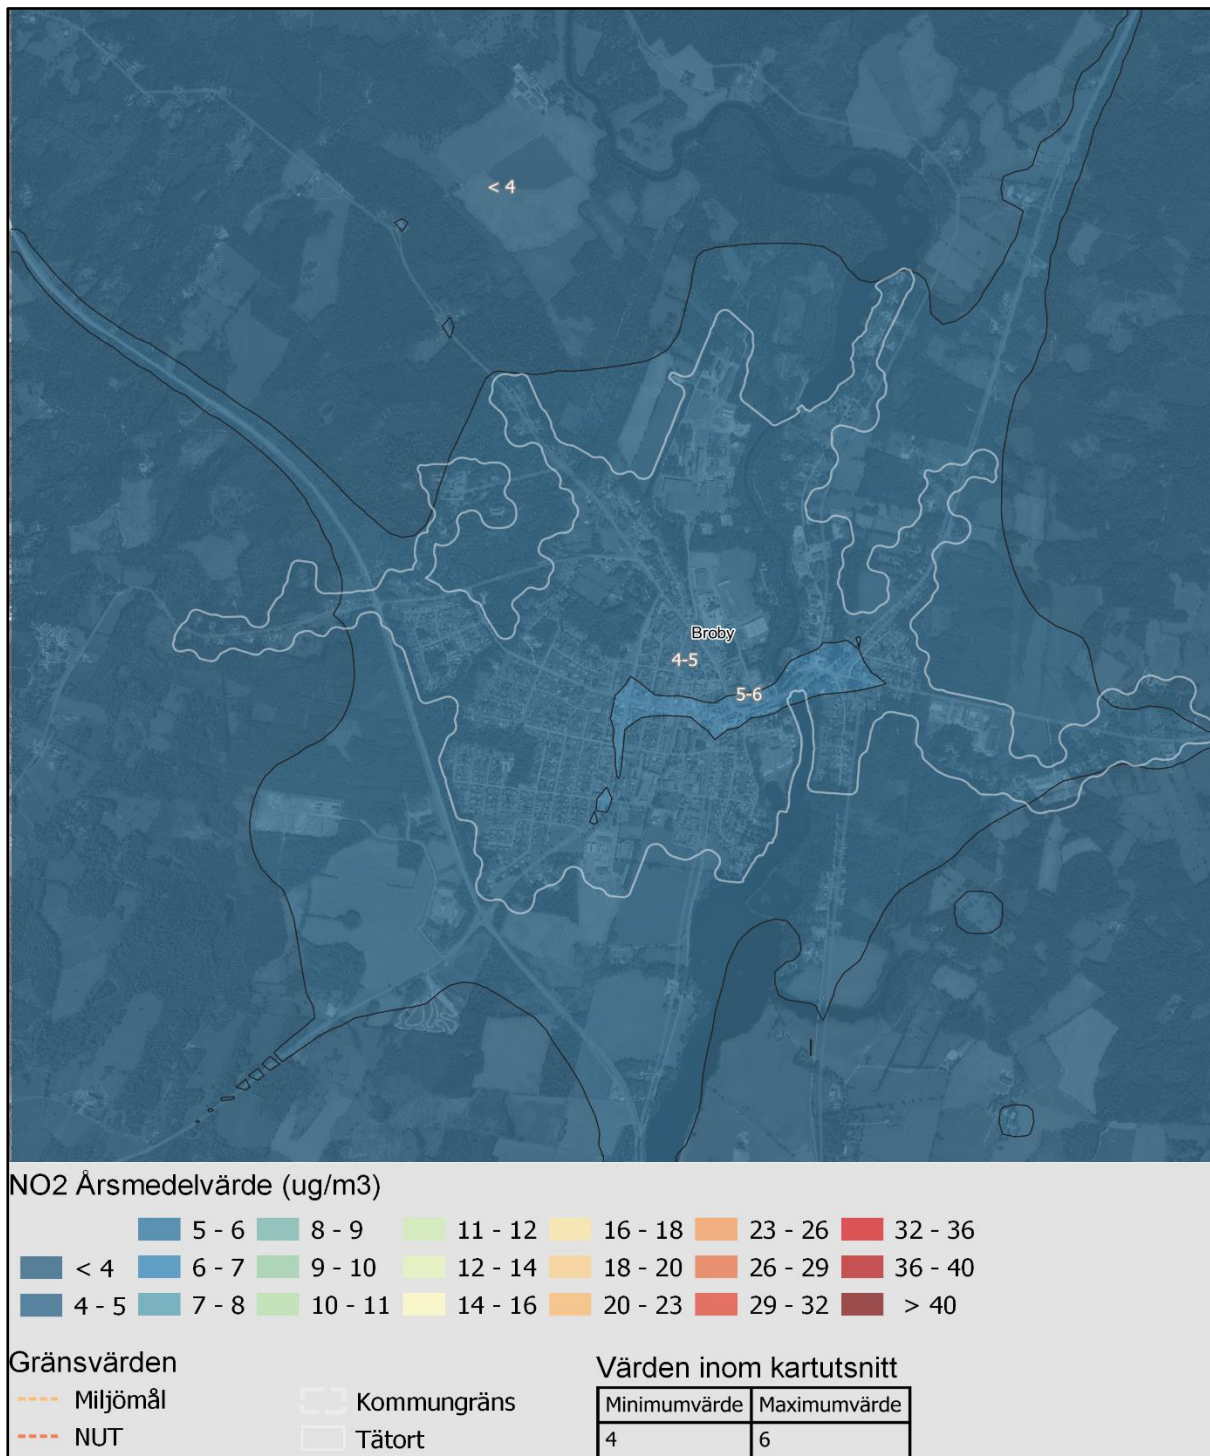 < 4
Broby
4-5
5-6
NO2 Årsmedelvärde (ug/m3)
5 - 6 8 - 9 11 - 12 16 - 18 23 - 26 32 - 36
< 4 6 - 7 9 - 10 12 - 14 18 - 20 26 - 29 36 - 40
4 - 5 7 - 8 10 - 11 14 - 16 20 - 23 29 - 32 > 40
Gränsvärden
Miljömål
NUT
Kommungräns
Tätort
Värden inom kartutsnitt
Minimumvärde Maximumvärde
4 6